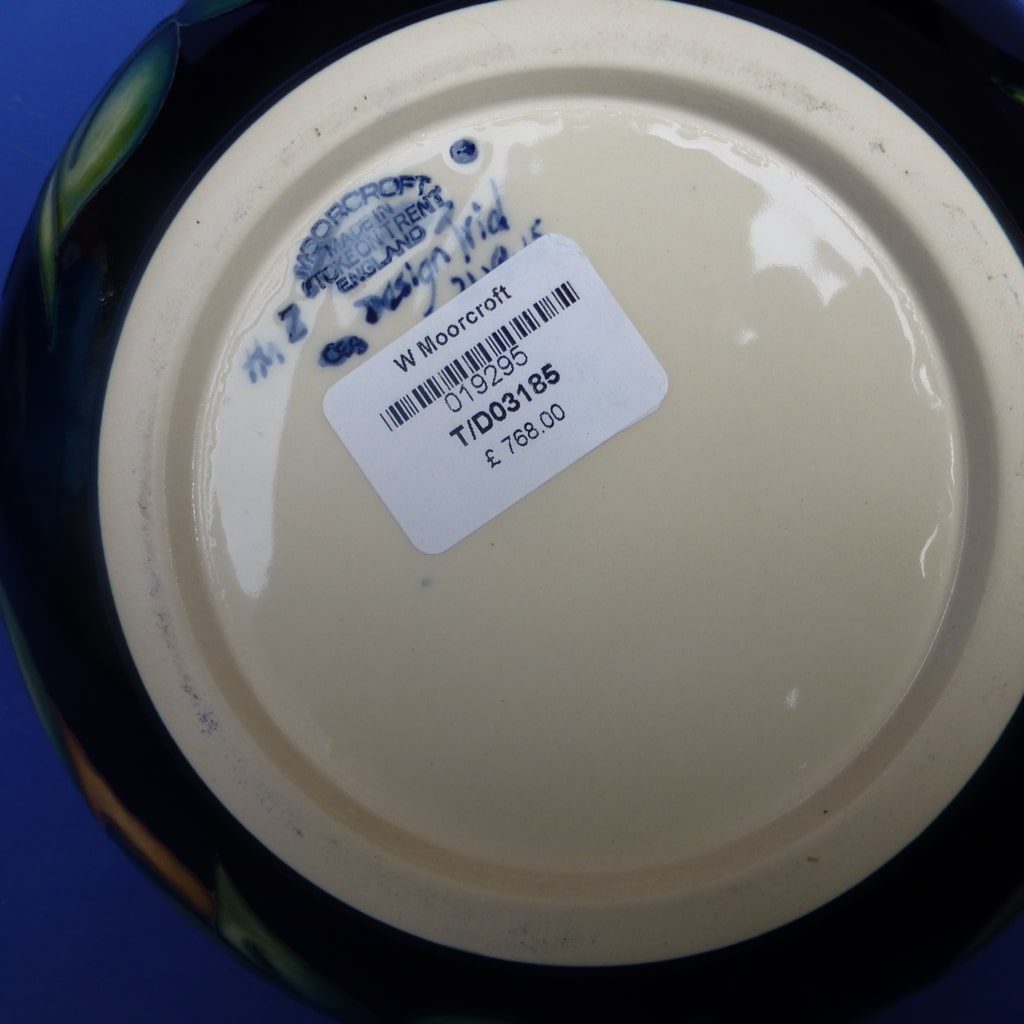 MOORCROFT
MADE IN
STOKE ON TRENT
ENGLAND
Design Trial
W Moorcroft
019295
T/D03185
£ 768.00